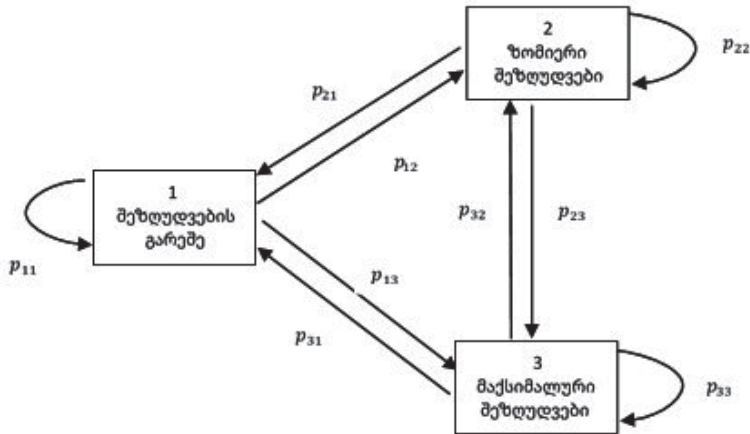 2
ზომიერი
შეზღუდვები
p₂₂
p₂₁
p₁₂
1
შეზღუდვების
გარეშე
p₁₁
p₃₂
p₂₃
p₁₃
p₃₁
3
მაქსიმალური
შეზღუდვები
p₃₃